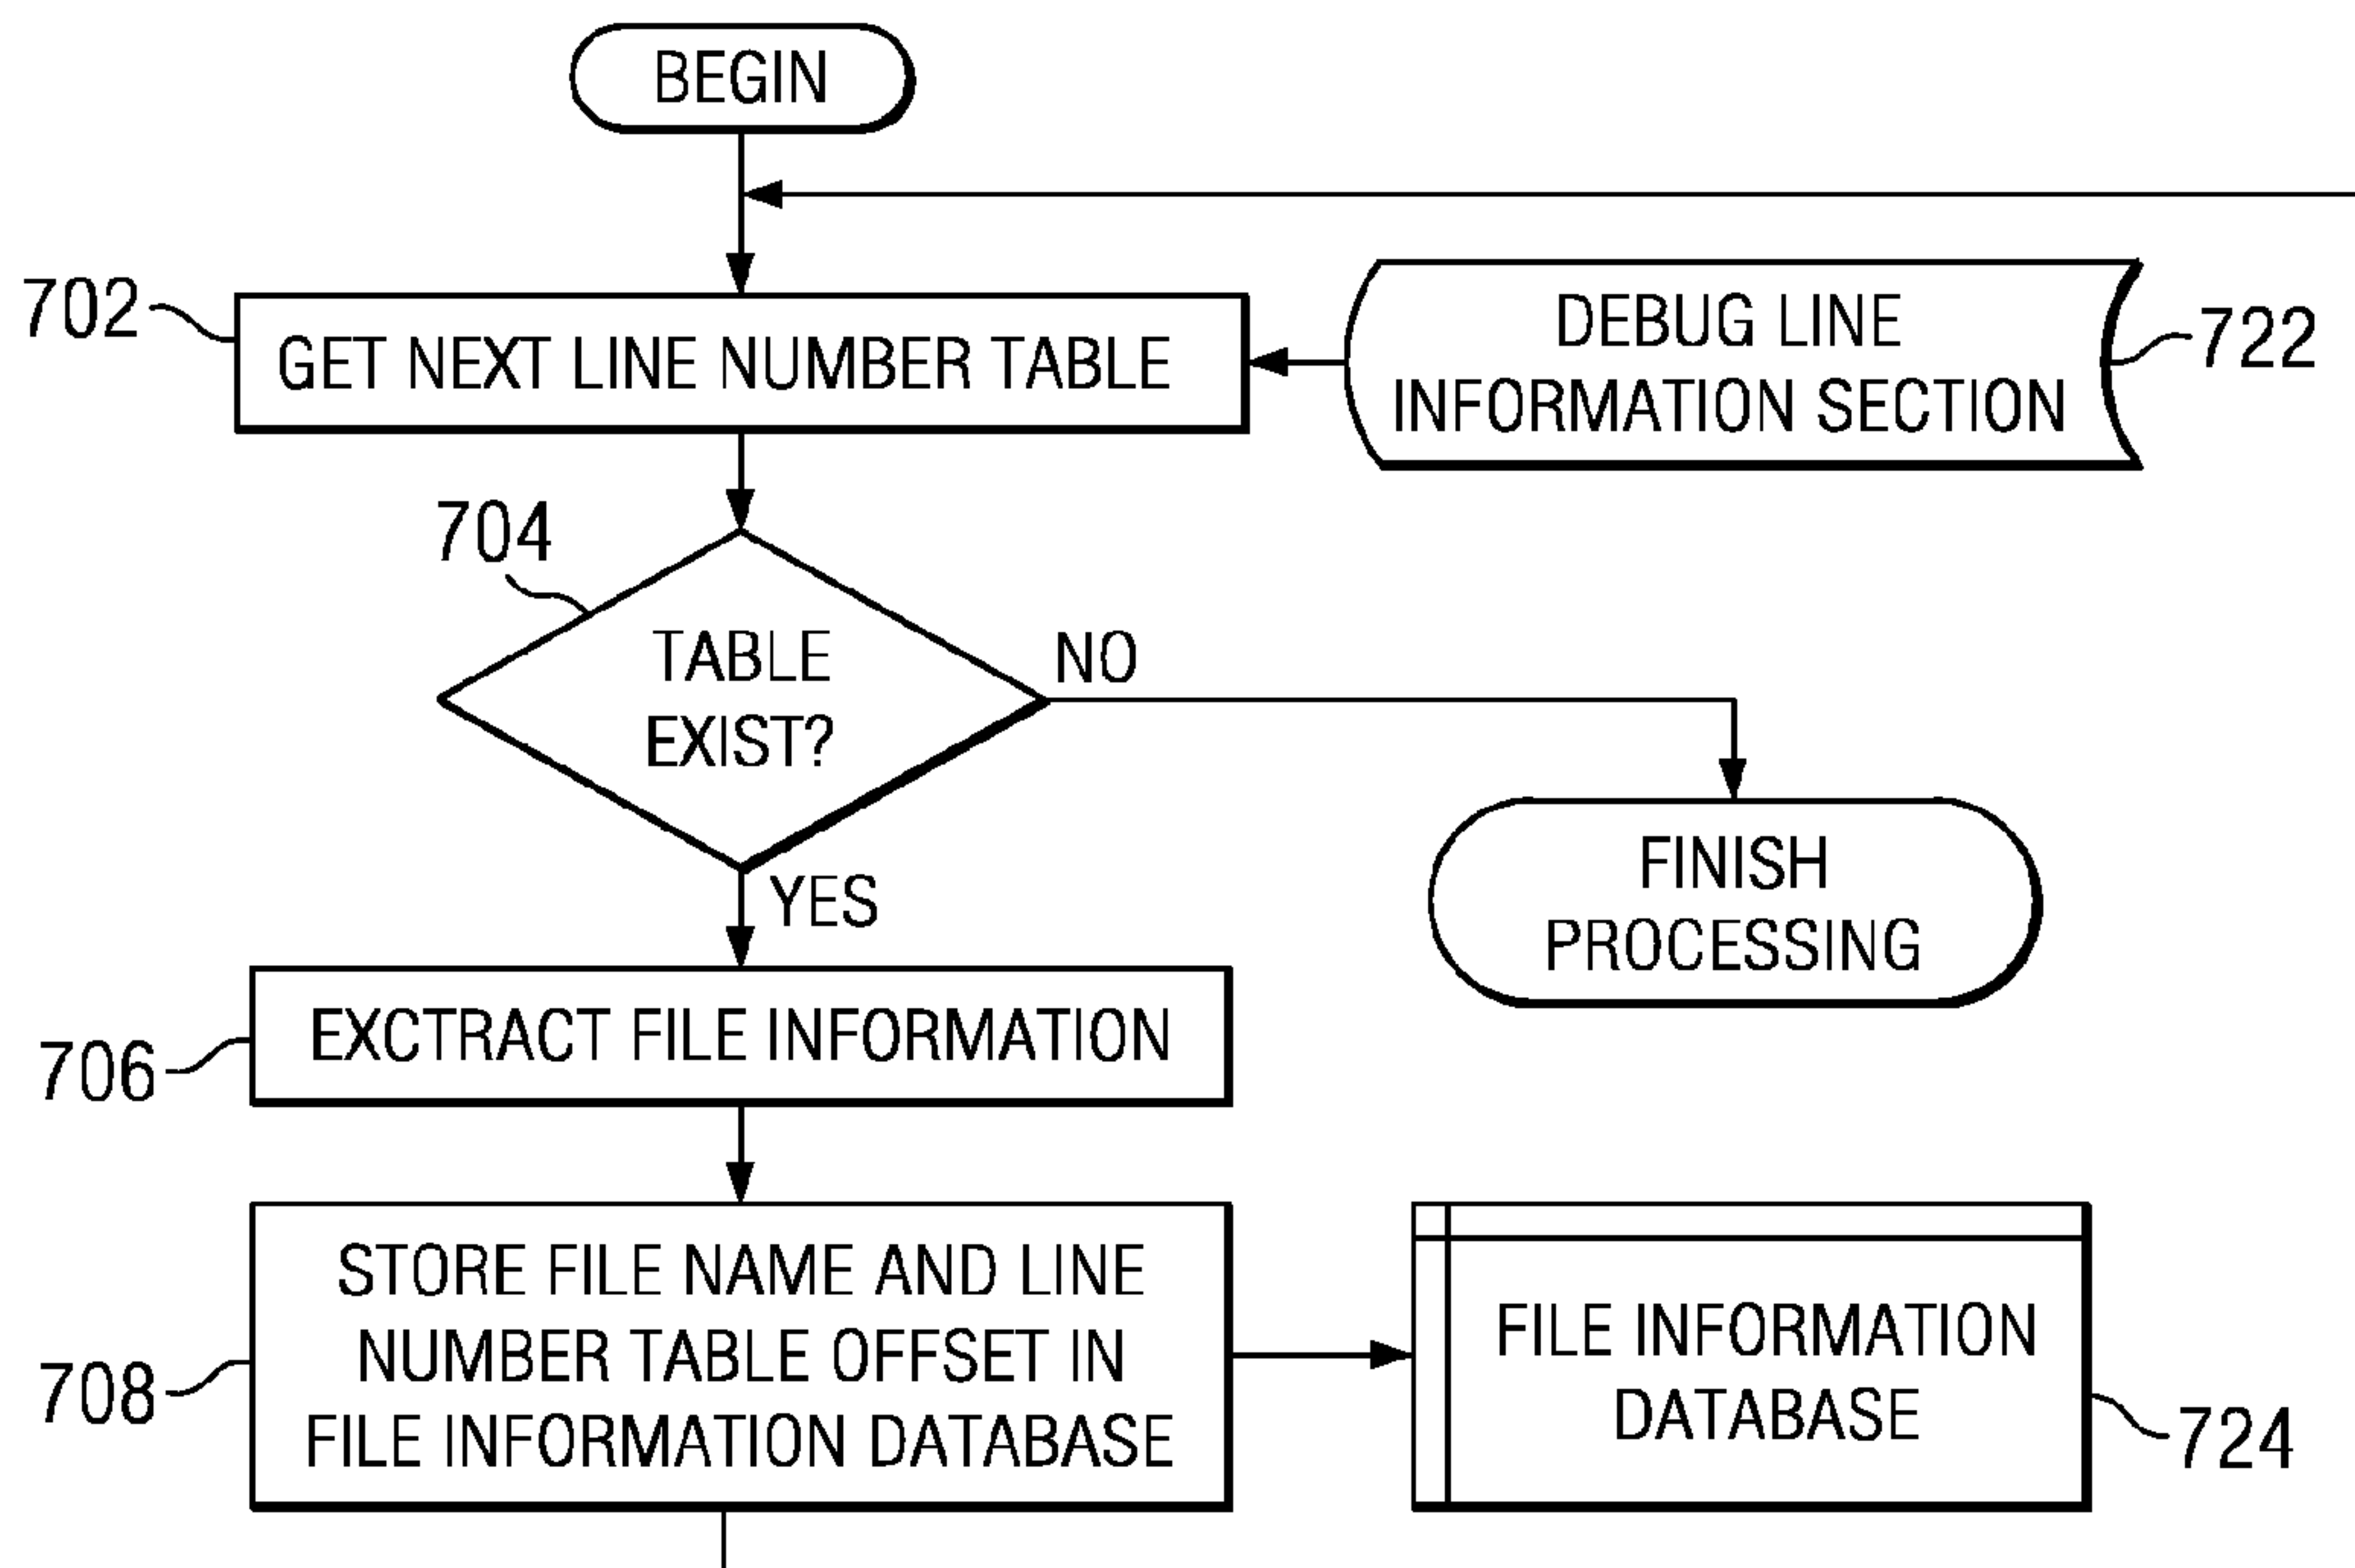 BEGIN
702
GET NEXT LINE NUMBER TABLE
DEBUG LINE
INFORMATION SECTION
722
704
TABLE
EXIST?
NO
YES
FINISH
PROCESSING
706
EXCTRACT FILE INFORMATION
708
STORE FILE NAME AND LINE
NUMBER TABLE OFFSET IN
FILE INFORMATION DATABASE
FILE INFORMATION
DATABASE
724